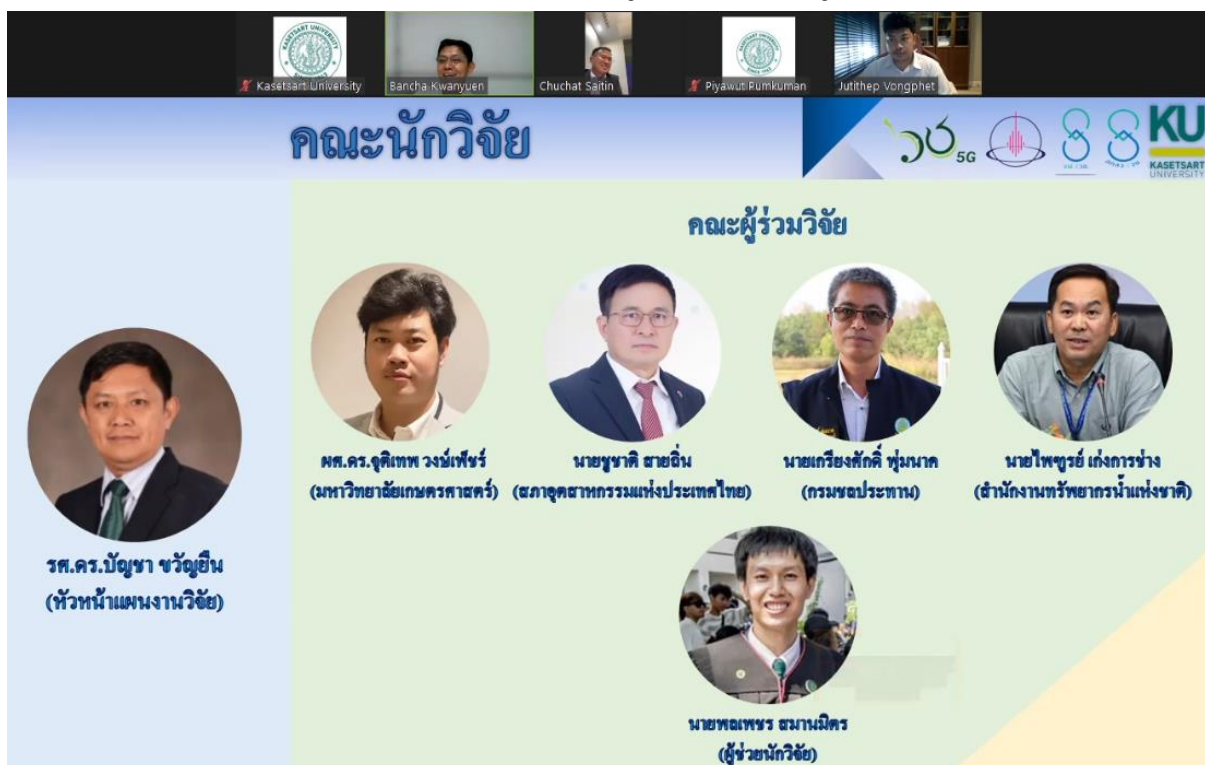 Kasetsart University
Bancha Kwanyuen
Chuchat Saitin
Piyawut Rumkuman
Jutithep Vongphet
คณะนักวิจัย
5G
KU
KASETSART
UNIVERSITY
คณะผู้ร่วมวิจัย
ผศ.ดร.จุติเทพ วงษ์เพ็ชร์
(มหาวิทยาลัยเกษตรศาสตร์)
นายชูชาติ สายถิ่น
(สภาอุตสาหกรรมแห่งประเทศไทย)
นายเกรียงศักดิ์ พุ่มนาค
(กรมชลประทาน)
นายไพฑูรย์ เก่งการช่าง
(สำนักงานทรัพยากรน้ำแห่งชาติ)
รศ.ดร.บัญชา ขวัญยืน
(หัวหน้าแผนงานวิจัย)
นายพลเพชร สมานมิตร
(ผู้ช่วยนักวิจัย)